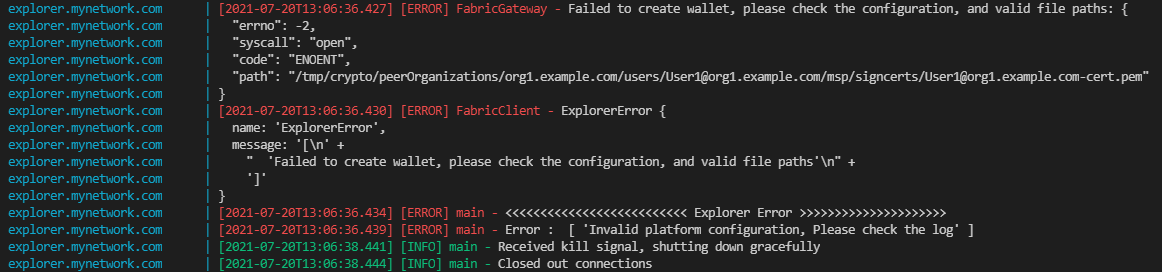 explorer.mynetwork.com | [2021-07-20T13:06:36.427] [ERROR] FabricGateway - Failed to create wallet, please check the configuration, and valid file paths: {
explorer.mynetwork.com |   "errno": -2,
explorer.mynetwork.com |   "syscall": "open",
explorer.mynetwork.com |   "code": "ENOENT",
explorer.mynetwork.com |   "path": "/tmp/crypto/peerOrganizations/org1.example.com/users/User1@org1.example.com/msp/signcerts/User1@org1.example.com-cert.pem"
explorer.mynetwork.com | }
explorer.mynetwork.com | [2021-07-20T13:06:36.430] [ERROR] FabricClient - ExplorerError {
explorer.mynetwork.com |   name: 'ExplorerError',
explorer.mynetwork.com |   message: '[\n' +
explorer.mynetwork.com |     "  'Failed to create wallet, please check the configuration, and valid file paths'\n" +
explorer.mynetwork.com |     ']'
explorer.mynetwork.com | }
explorer.mynetwork.com | [2021-07-20T13:06:36.434] [ERROR] main - <<<<<<<<<<<<<<<<<<<<<<<<<< Explorer Error >>>>>>>>>>>>>>>>>>>>>
explorer.mynetwork.com | [2021-07-20T13:06:36.439] [ERROR] main - Error :  [ 'Invalid platform configuration, Please check the log' ]
explorer.mynetwork.com | [2021-07-20T13:06:38.441] [INFO] main - Received kill signal, shutting down gracefully
explorer.mynetwork.com | [2021-07-20T13:06:38.444] [INFO] main - Closed out connections